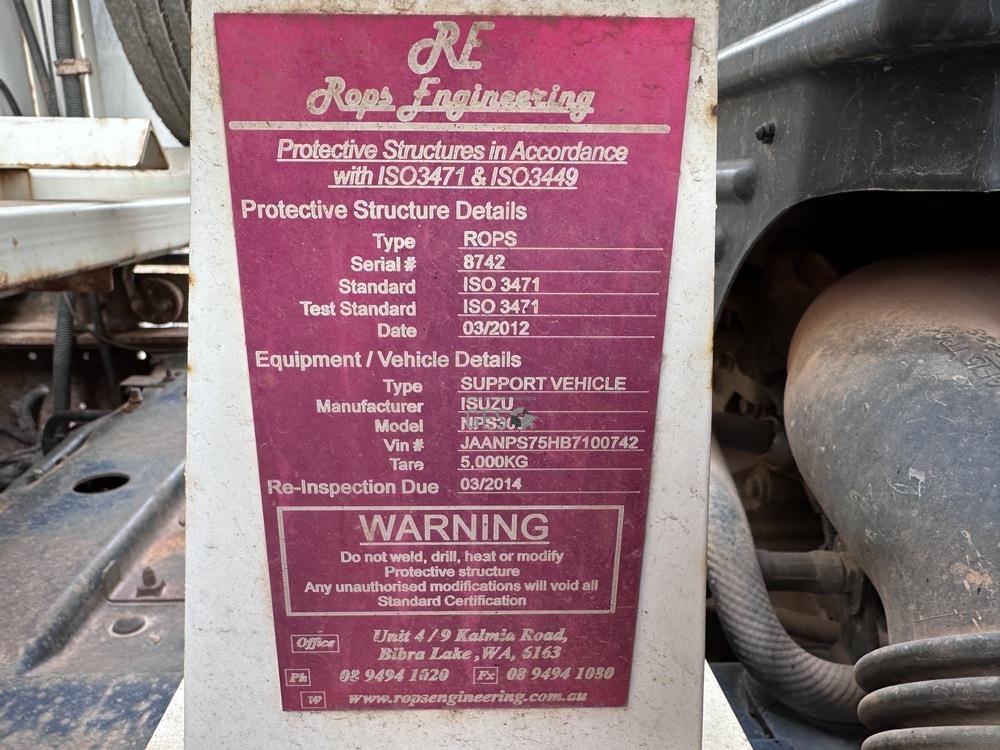 RE
Rops Engineering
Protective Structures in Accordance
with ISO3471 & ISO3449
Protective Structure Details
Type ROPS
Serial # 8742
Standard ISO 3471
Test Standard ISO 3471
Date 03/2012
Equipment / Vehicle Details
Type SUPPORT VEHICLE
Manufacturer ISUZU
Model
Vin # JAANPS75HB7100742
Tare 5,000KG
Re-Inspection Due 03/2014
WARNING
Do not weld, drill, heat or modify
Protective structure
Any unauthorised modifications will void all
Standard Certification
Office Unit 4 / 9 Kalmia Road,
Bibra Lake ,WA, 6163
Ph 08 9494 1020 Fx 08 9494 1080
W www.ropsengineering.com.au